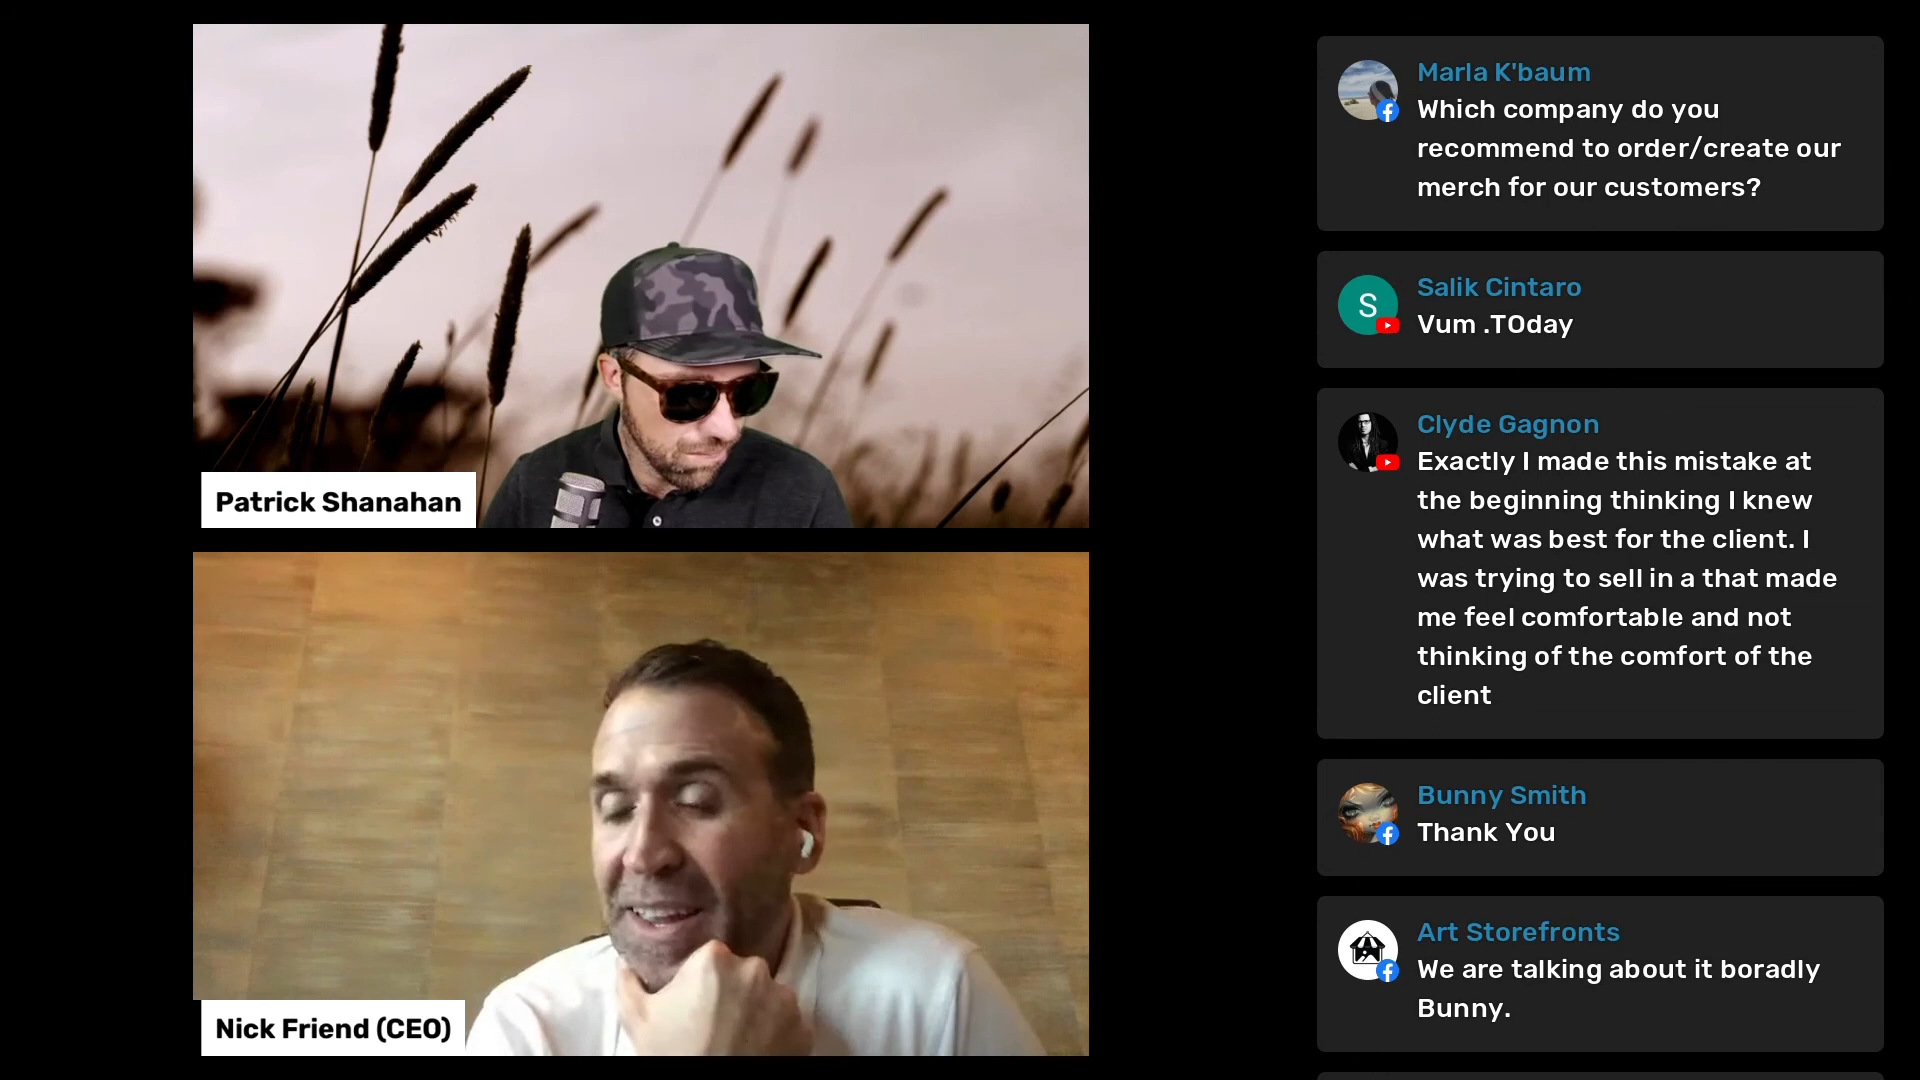 Patrick Shanahan
Nick Friend (CEO)
Marla K'baum
Which company do you
recommend to order/create our
merch for our customers?
S
Salik Cintaro
Vum .TOday
Clyde Gagnon
Exactly I made this mistake at
the beginning thinking I knew
what was best for the client. I
was trying to sell in a that made
me feel comfortable and not
thinking of the comfort of the
client
Bunny Smith
Thank You
Art Storefronts
We are talking about it boradly
Bunny.